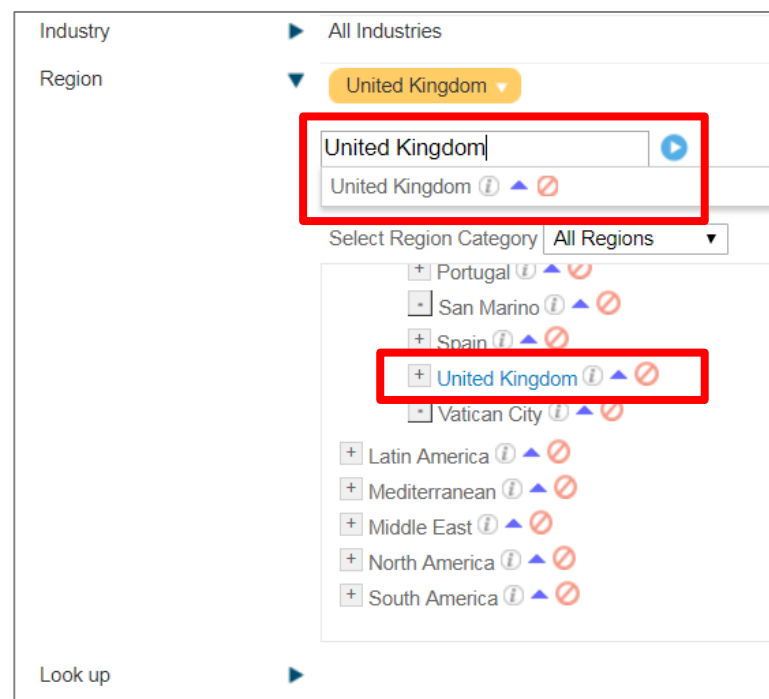 Industry All Industries
Region United Kingdom
United Kingdom
United Kingdom
Select Region Category All Regions
+ Portugal
- San Marino
+ Spain
+ United Kingdom
- Vatican City
+ Latin America
+ Mediterranean
+ Middle East
+ North America
+ South America
Look up